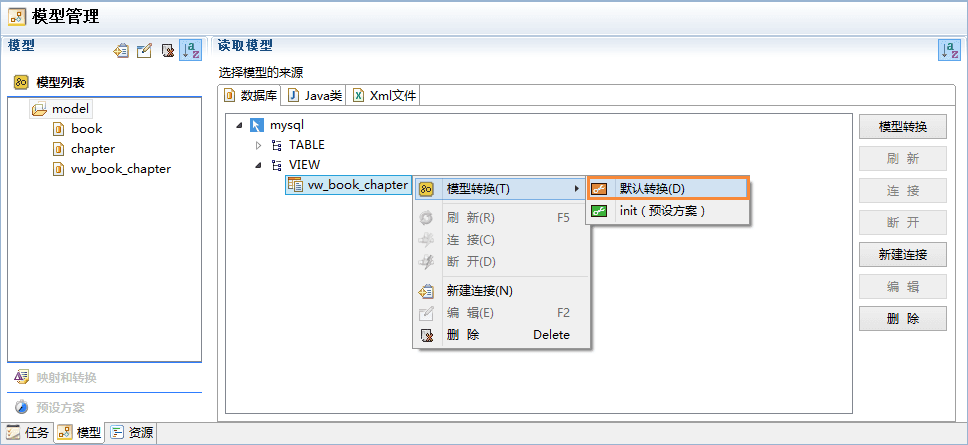 模型管理
模型
读取模型
模型列表
model
book
chapter
vw_book_chapter
映射和转换
预设方案
选择模型的来源
数据库
Java类
Xml文件
mysql
TABLE
VIEW
vw_book_chapter
模型转换(T)
刷 新(R) F5
连 接(C)
断 开(D)
新建连接(N)
编 辑(E) F2
删 除 Delete
默认转换(D)
init（预设方案）
模型转换
刷 新
连 接
断 开
新建连接
编 辑
删 除
任务
模型
资源